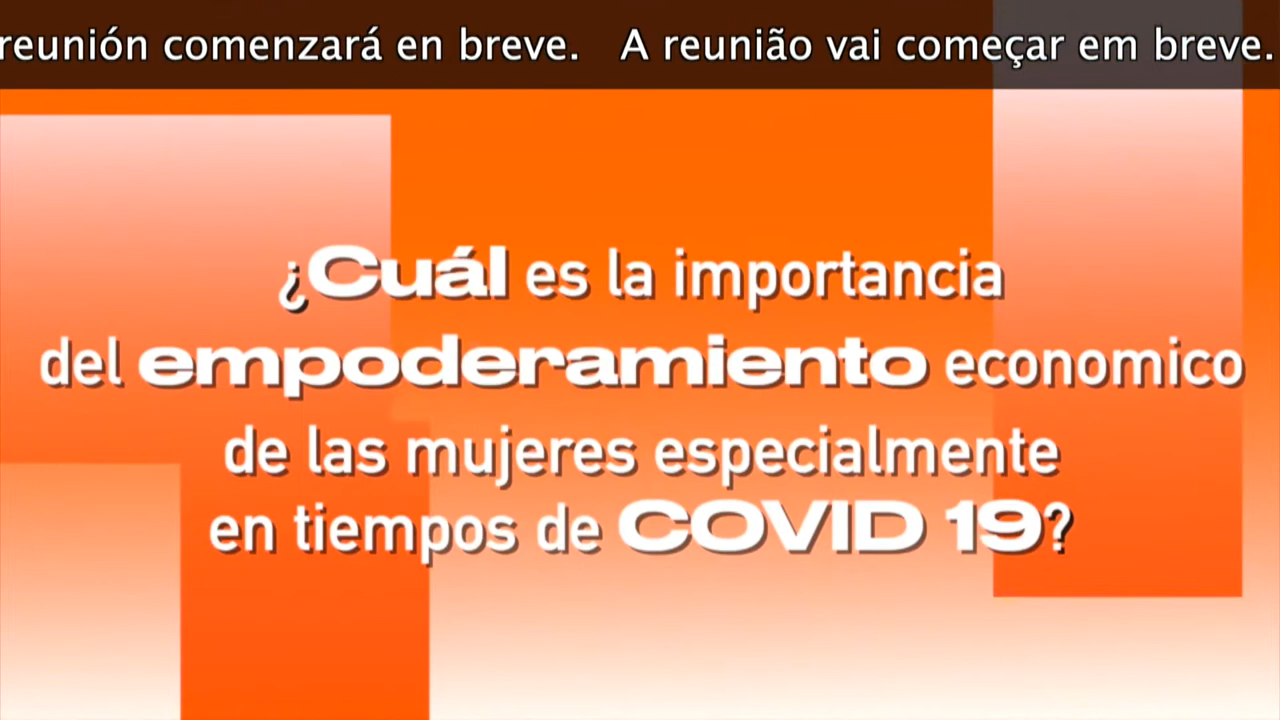 reunión comenzará en breve. A reunião vai começar em breve.
¿Cuál es la importancia
del empoderamiento economico
de las mujeres especialmente
en tiempos de COVID 19?